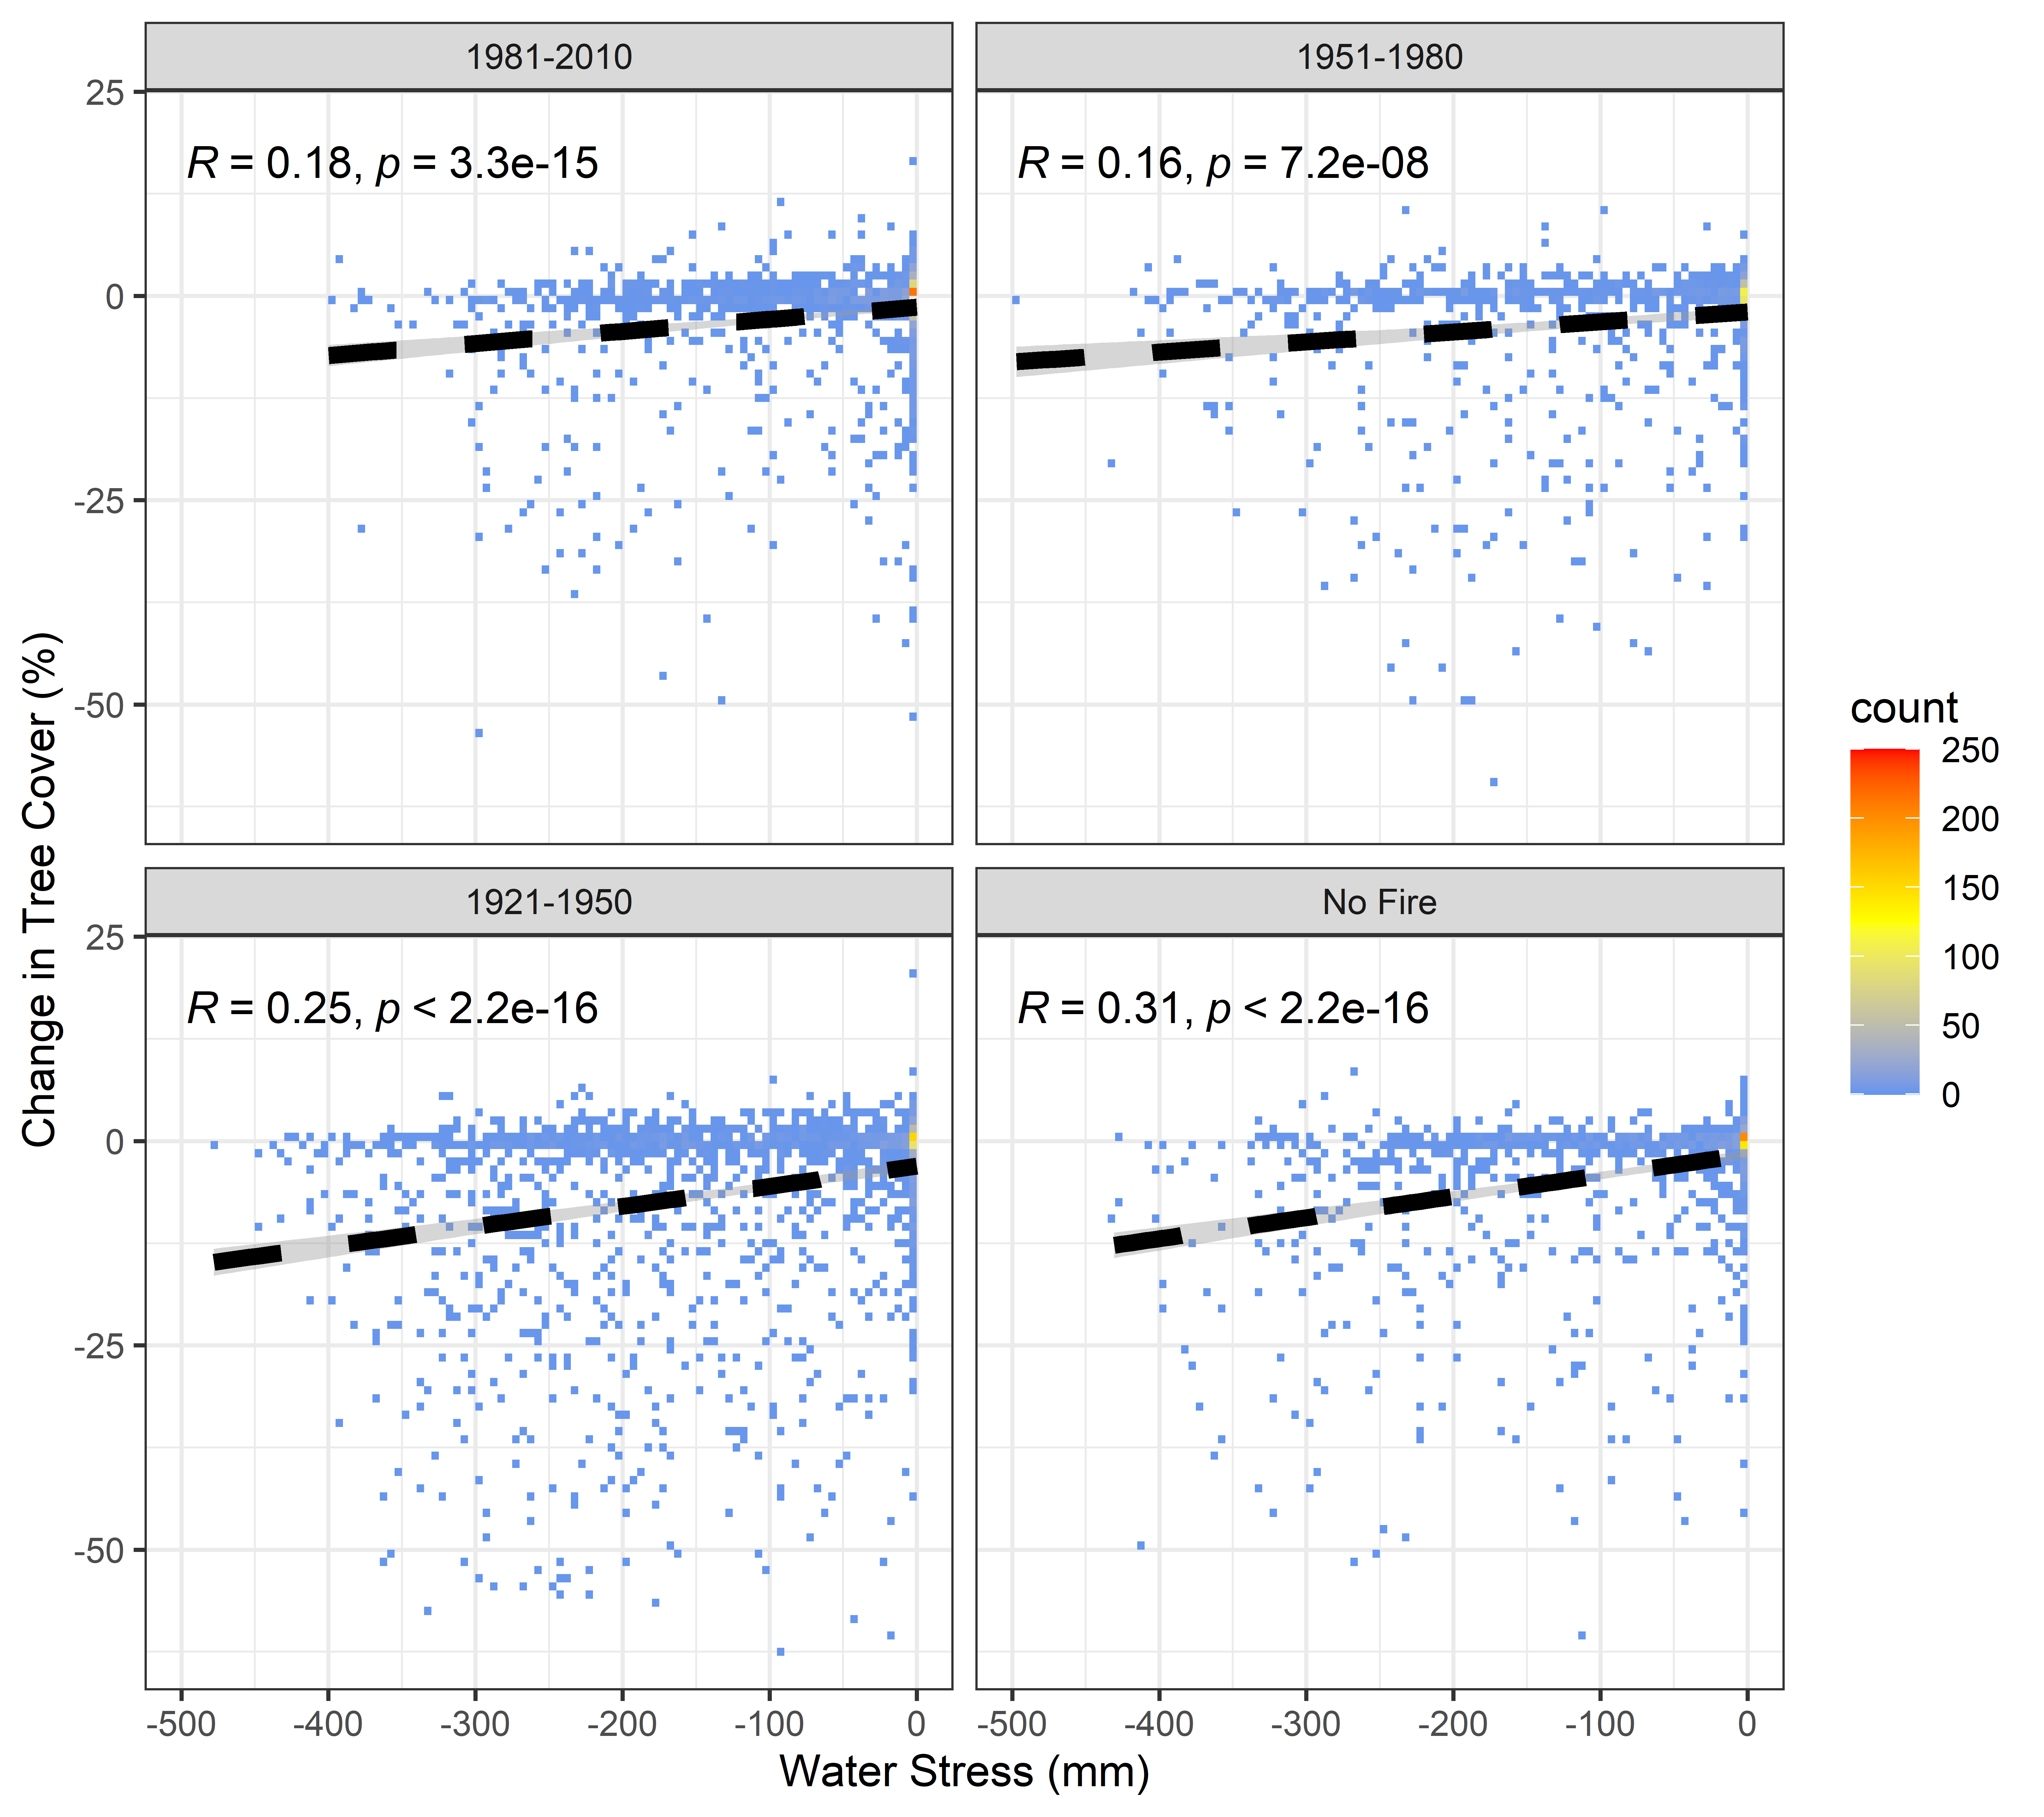 1981-2010
1951-1980
25
0
-25
-50
R = 0.18, p = 3.3e-15
R = 0.16, p = 7.2e-08
1921-1950
No Fire
25
0
-25
-50
R = 0.25, p < 2.2e-16
R = 0.31, p < 2.2e-16
-500 -400 -300 -200 -100 0
-500 -400 -300 -200 -100 0
Water Stress (mm)
Change in Tree Cover (%)
count
250
200
150
100
50
0